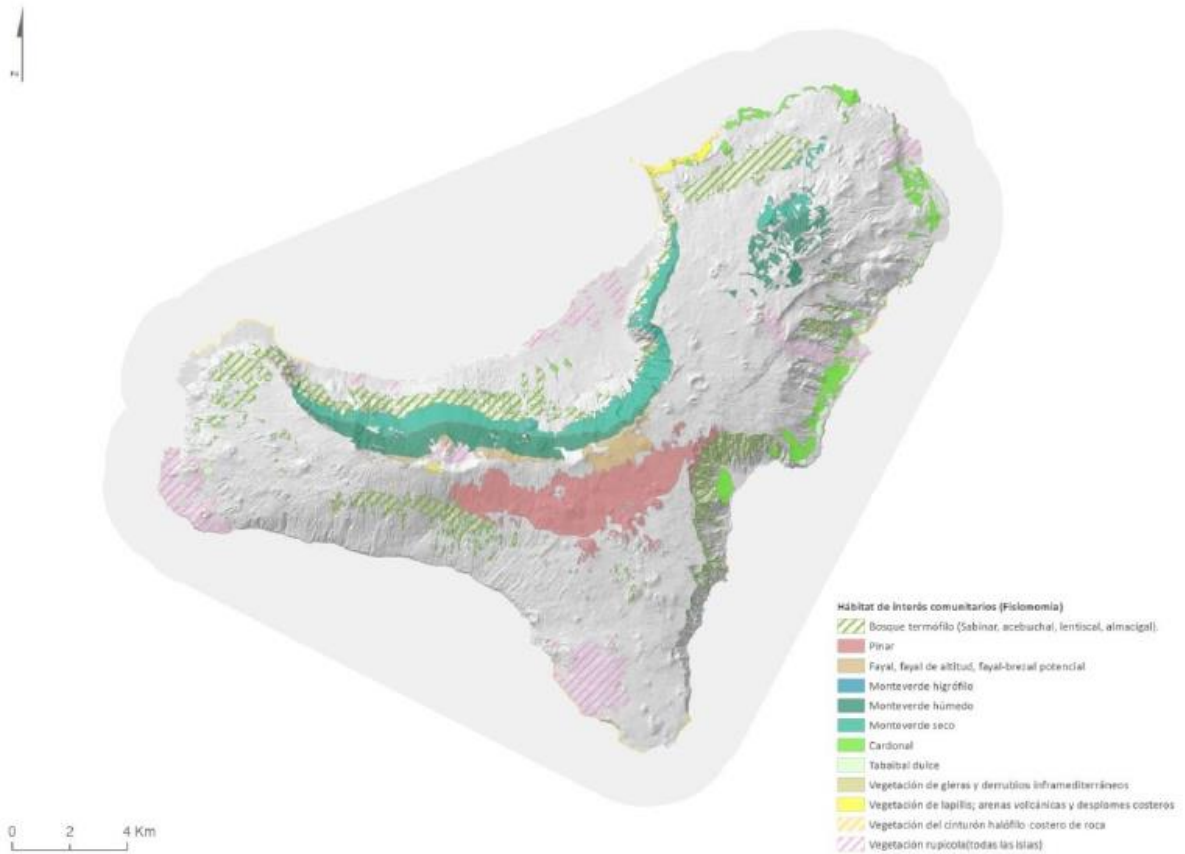 N
Hábitat de interés comunitarios (Fisionomía)
Bosque termófilo (Sabinar, acebuchal, lentiscal, almacigal).
Pinar
Fayal, fayal de altitud, fayal-brezal potencial
Monteverde higrófilo
Monteverde húmedo
Monteverde seco
Cardonal
Tabaibal dulce
Vegetación de gleras y derrubios inframediterráneos
Vegetación de lapillis; arenas volcánicas y desplomes costeros
Vegetación del cinturón halófilo costero de roca
Vegetación rupícola(todas las islas)
0 2 4 Km